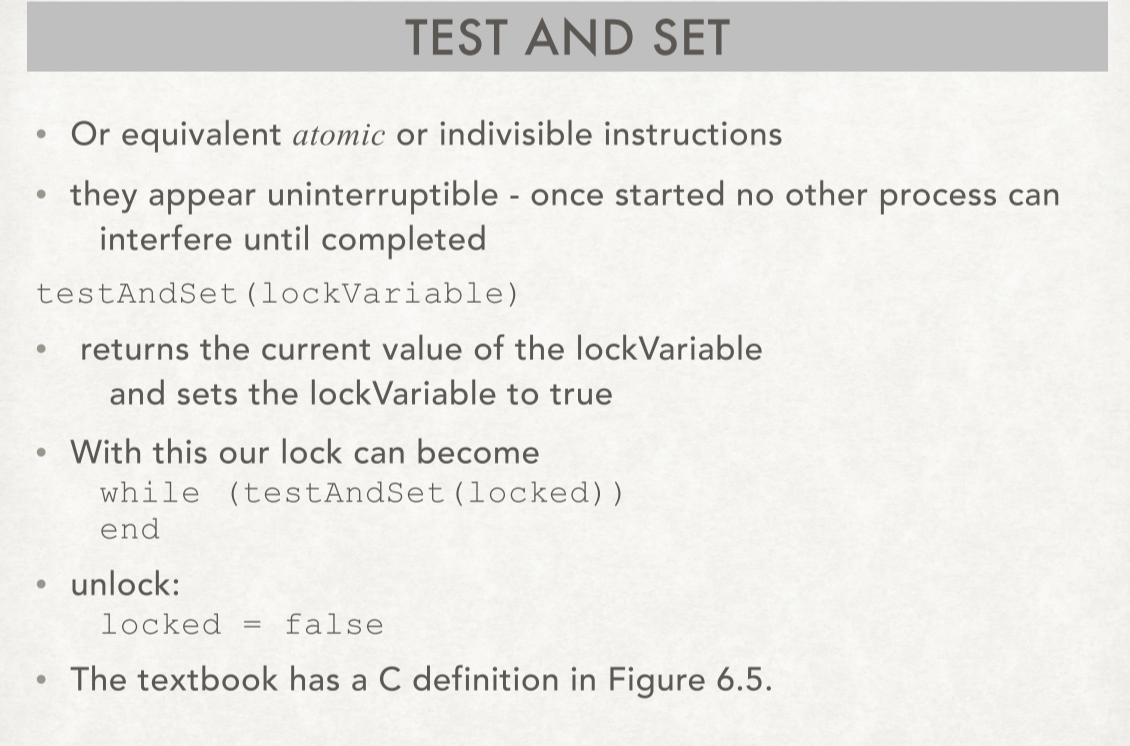 TEST AND SET
• Or equivalent atomic or indivisible instructions
• they appear uninterruptible - once started no other process can
interfere until completed
testAndSet(lockVariable)
• returns the current value of the lockVariable
and sets the lockVariable to true
• With this our lock can become
while (testAndSet(locked))
end
• unlock:
locked = false
• The textbook has a C definition in Figure 6.5.